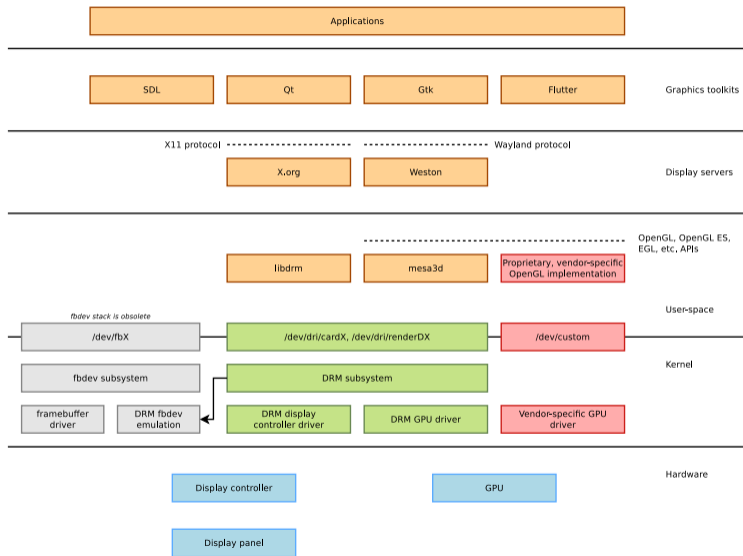 Applications
SDL
Qt
Gtk
Flutter
Graphics toolkits
X11 protocol
Wayland protocol
X.org
Weston
Display servers
OpenGL, OpenGL ES,
EGL, etc, APIs
libdrm
mesa3d
Proprietary, vendor-specific
OpenGL implementation
fbdev stack is obsolete
User-space
/dev/fbX
/dev/dri/cardX, /dev/dri/renderDX
/dev/custom
Kernel
fbdev subsystem
DRM subsystem
framebuffer
driver
DRM fbdev
emulation
DRM display
controller driver
DRM GPU driver
Vendor-specific GPU
driver
Hardware
Display controller
GPU
Display panel